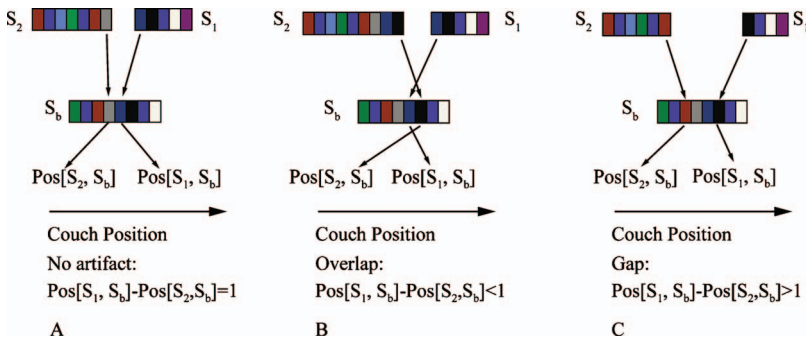 S2 S1
Sb
Pos[S2, Sb] Pos[S1, Sb]
Couch Position
No artifact:
Pos[S1, Sb]-Pos[S2,Sb]=1
A
S2 S1
Sb
Pos[S2, Sb] Pos[S1, Sb]
Couch Position
Overlap:
Pos[S1, Sb]-Pos[S2,Sb]<1
B
S2 S1
Sb
Pos[S2, Sb] Pos[S1, Sb]
Couch Position
Gap:
Pos[S1, Sb]-Pos[S2,Sb]>1
C